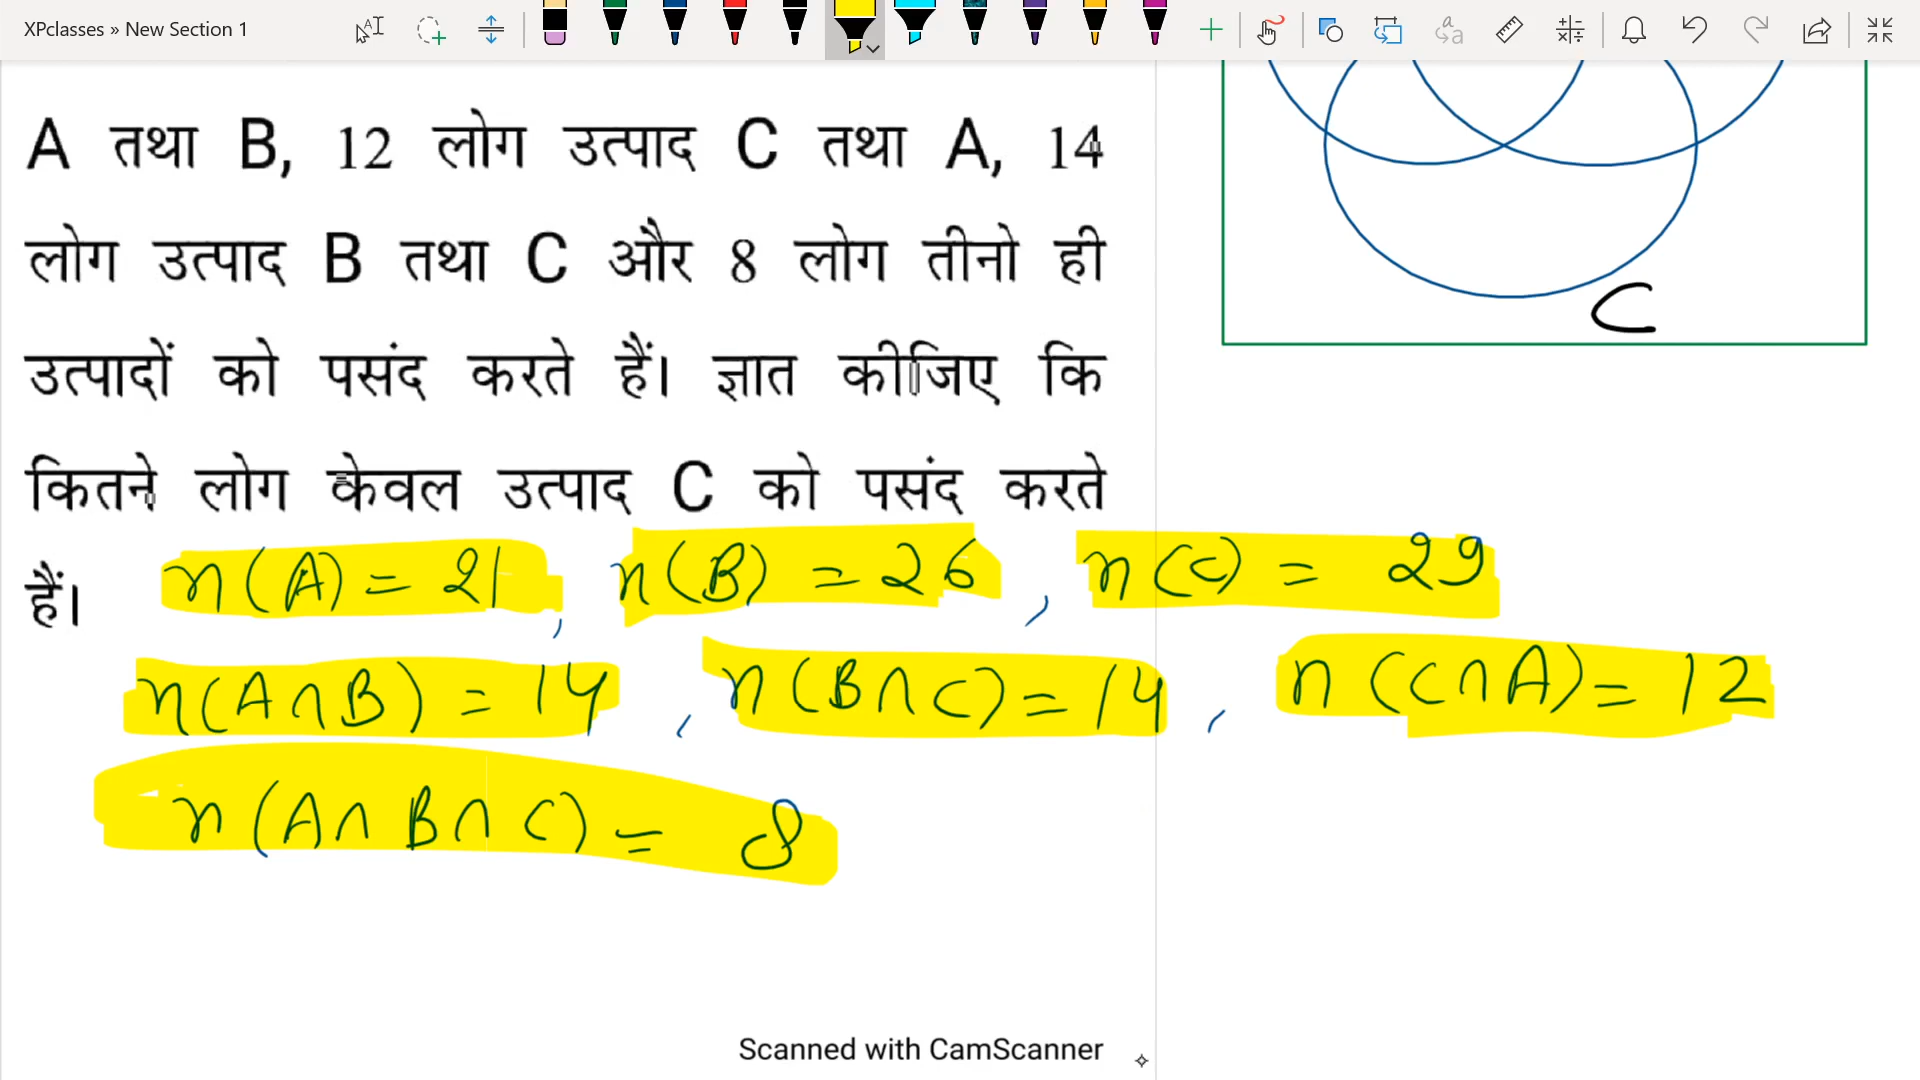 XPclasses » New Section 1
A तथा B, 12 लोग उत्पाद C तथा A, 14
लोग उत्पाद B तथा C और 8 लोग तीनो ही
उत्पादों को पसंद करते हैं। ज्ञात कीजिए कि
कितने लोग केवल उत्पाद C को पसंद करते
हैं।
n(A) = 21, n(B) = 26, n(C) = 29
n(A∩B) = 14, n(B∩C) = 14, n(C∩A) = 12
n(A∩B∩C) = 8
C
Scanned with CamScanner